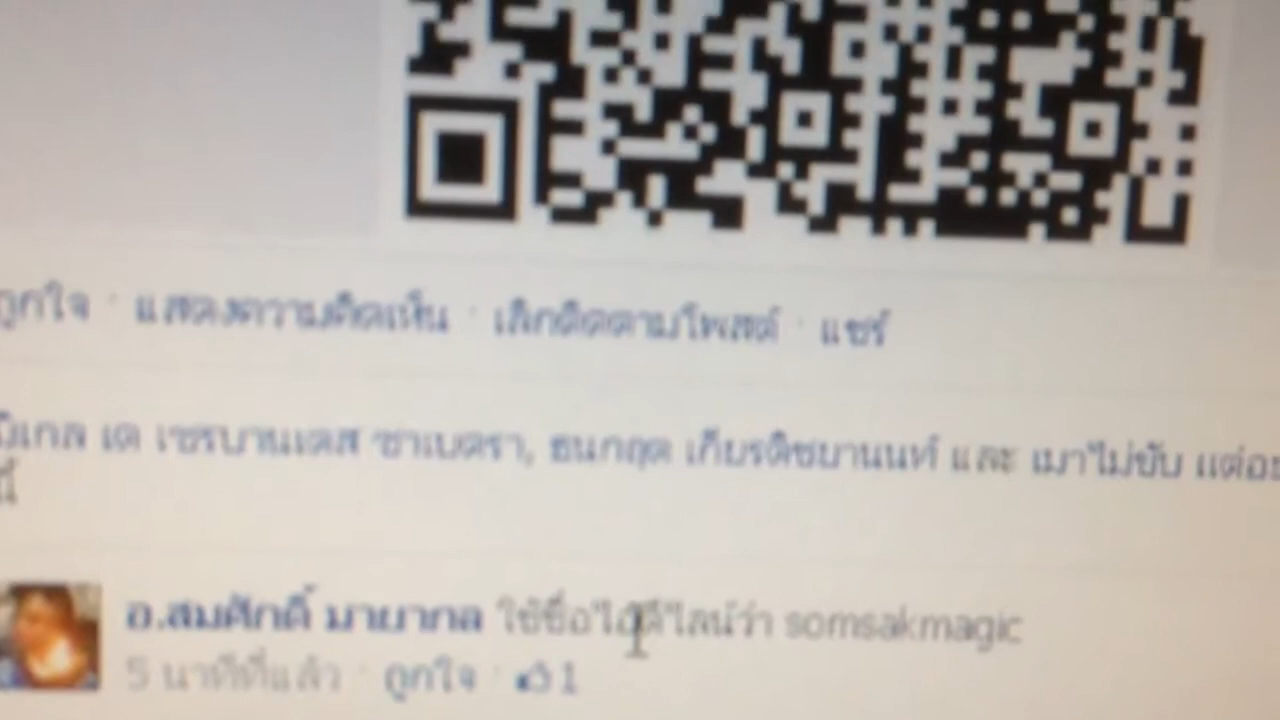 ถูกใจ · แสดงความคิดเห็น · เลิกติดตามโพสต์ · แชร์
มิเกล เด เซรบานเตส ซาเบดรา, ธนกฤต เกียรติชยานนท์ และ เมาไม่ขับ แต่
นี้
อ.สมศักดิ์ มายากล ใช้ชื่อไอดีไลน์ว่า somsakmagic
5 นาทีที่แล้ว · ถูกใจ · 1